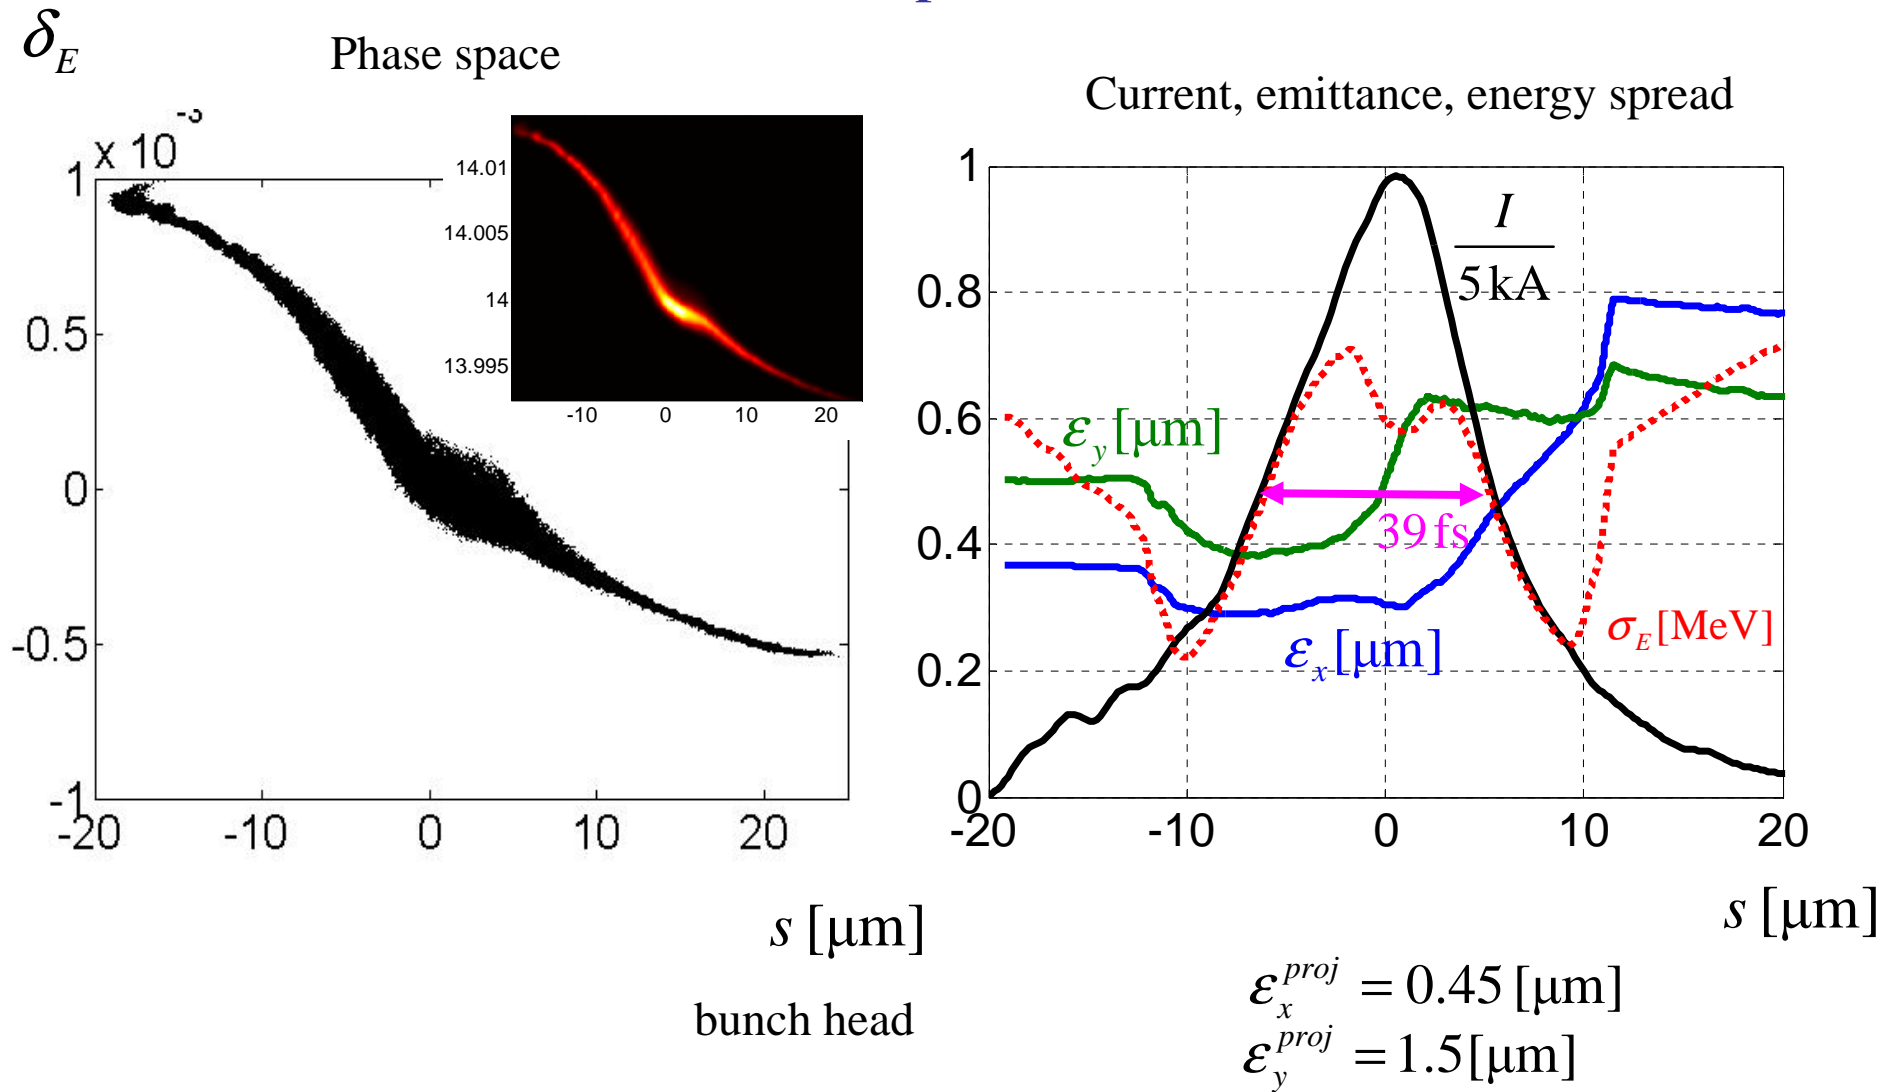 δ_E
Phase space
Current, emittance, energy spread
x 10^-3
1
0.5
0
-0.5
-1
-20 -10 0 10 20
14.01
14.005
14
13.995
-10 0 10 20
s [μm]
bunch head
1
0.8
0.6
0.4
0.2
0
-20 -10 0 10 20
I
5 kA
ε_y [μm]
39 fs
ε_x [μm]
σ_E [MeV]
s [μm]
ε_x^proj = 0.45 [μm]
ε_y^proj = 1.5 [μm]